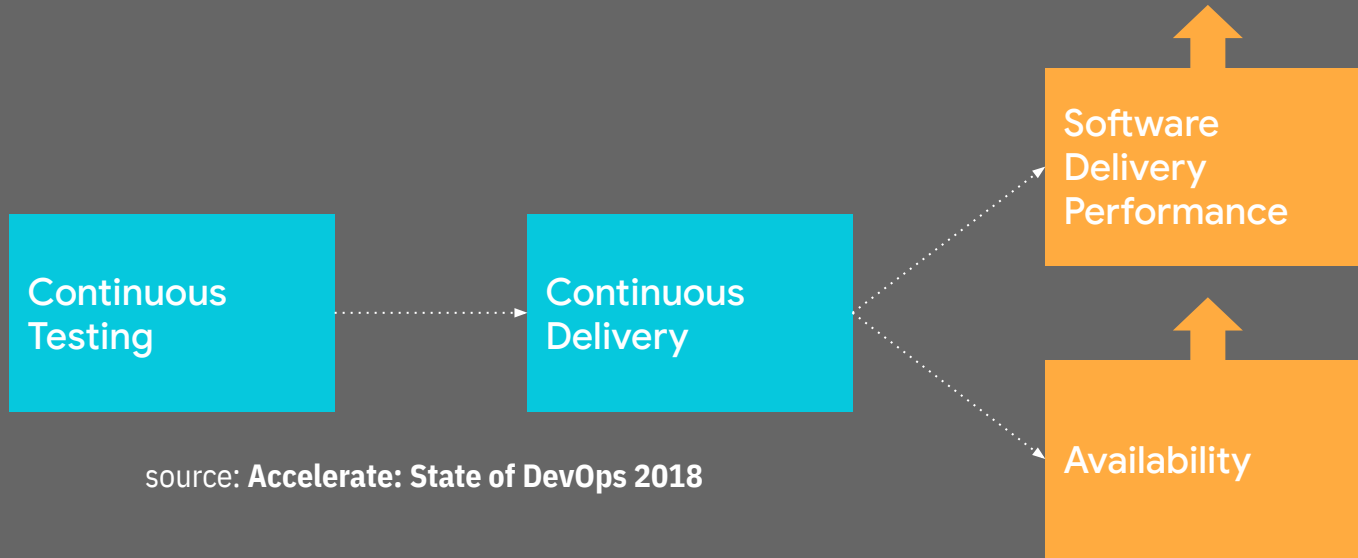 Continuous
Testing
Continuous
Delivery
Software
Delivery
Performance
Availability
source: Accelerate: State of DevOps 2018